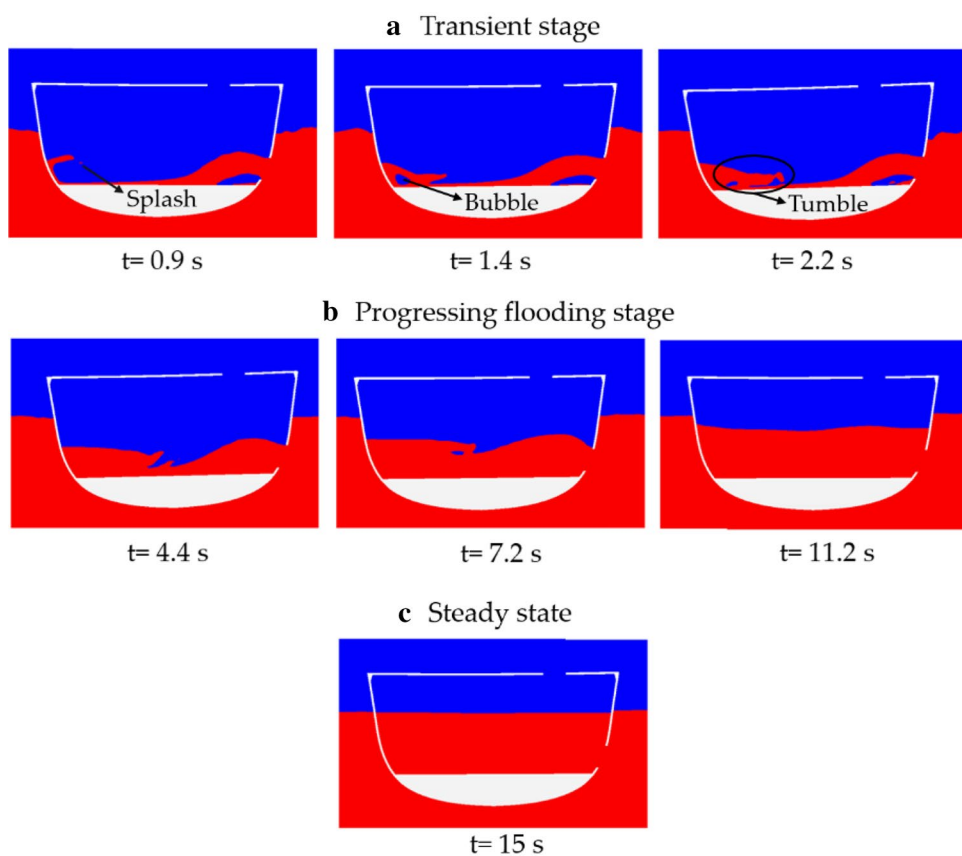 a Transient stage
Splash
Bubble
Tumble
t= 0.9 s
t= 1.4 s
t= 2.2 s
b Progressing flooding stage
t= 4.4 s
t= 7.2 s
t= 11.2 s
c Steady state
t= 15 s